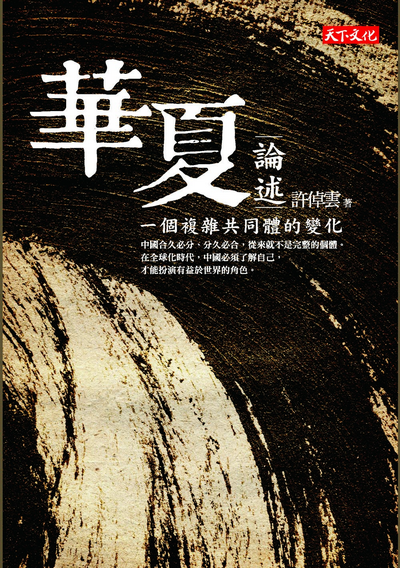 天下文化
華夏
論述
許倬雲 著
一個複雜共同體的變化
中國合久必分、分久必合，從來就不是完整的個體。
在全球化時代，中國必須了解自己，
才能扮演有益於世界的角色。